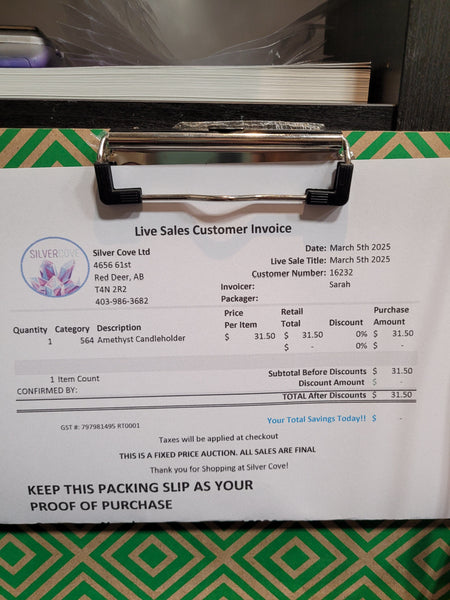 Live Sales Customer Invoice
SILVERCOVE
Silver Cove Ltd
4656 61st
Red Deer, AB
T4N 2R2
403-986-3682
Date: March 5th 2025
Live Sale Title: March 5th 2025
Customer Number: 16232
Invoicer: Sarah
Packager:
Quantity Category Description Price Per Item Retail Total Discount Purchase Amount
1 564 Amethyst Candleholder $ 31.50 $ 31.50 0% $ 31.50
$ - 0% $ -
1 Item Count
Subtotal Before Discounts $ 31.50
Discount Amount $ -
CONFIRMED BY:
TOTAL After Discounts $ 31.50
GST #: 797981495 RT0001
Your Total Savings Today!! $ -
Taxes will be applied at checkout
THIS IS A FIXED PRICE AUCTION. ALL SALES ARE FINAL
Thank you for Shopping at Silver Cove!
KEEP THIS PACKING SLIP AS YOUR
PROOF OF PURCHASE